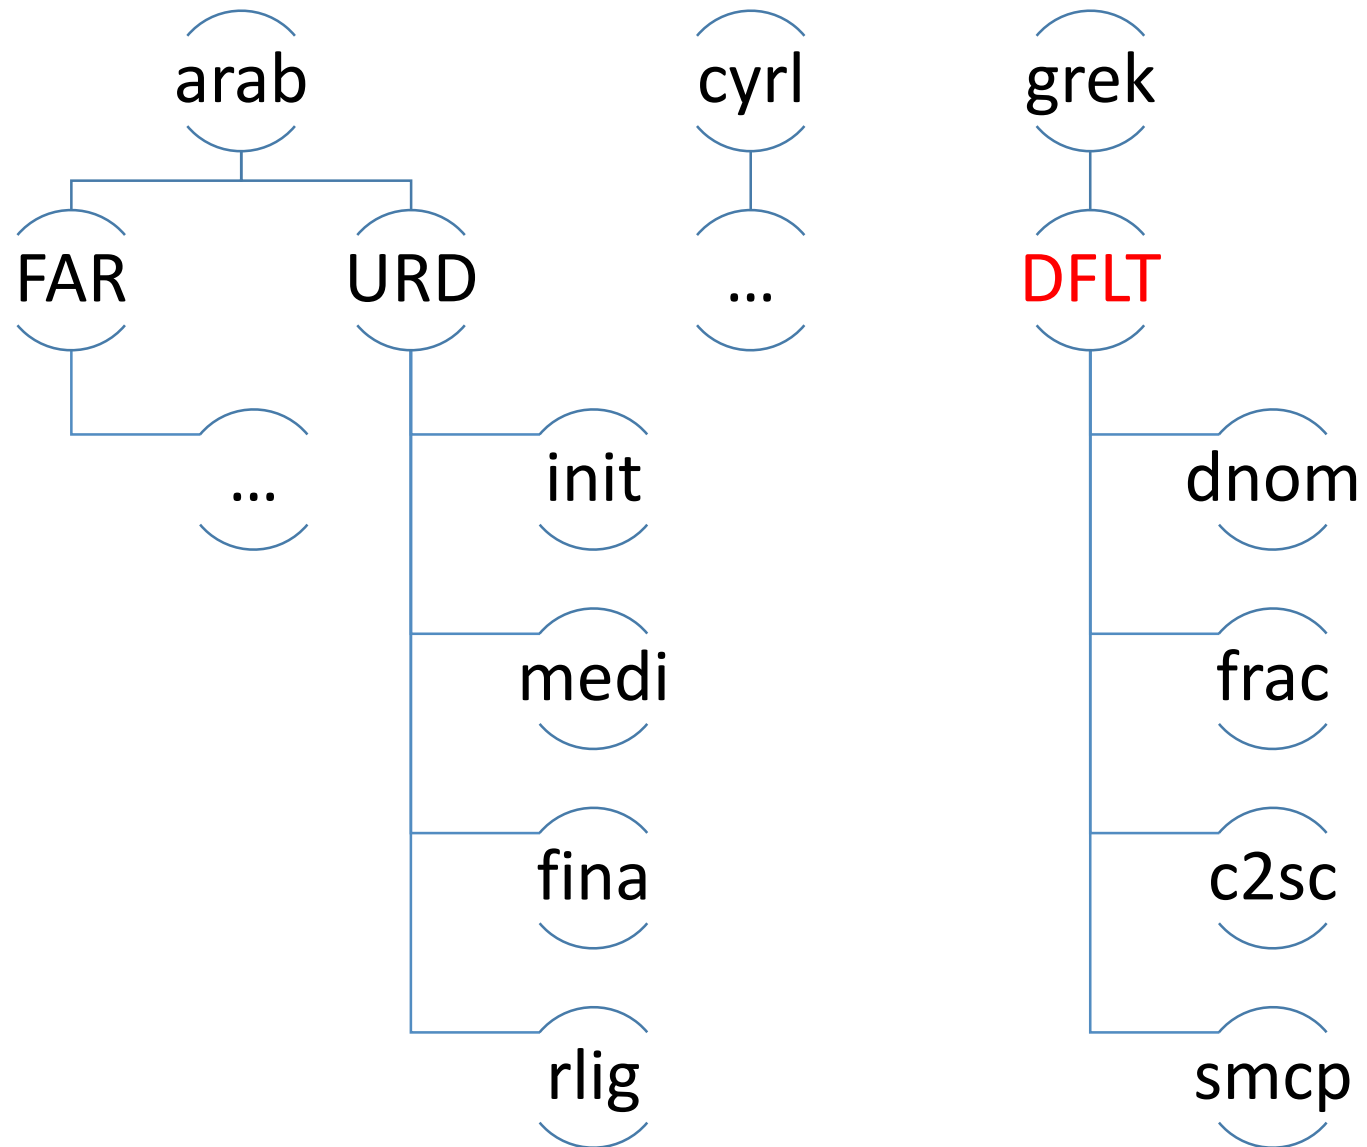 arab cyrl grek
FAR URD … DFLT
… init dnom
medi frac
fina c2sc
rlig smcp